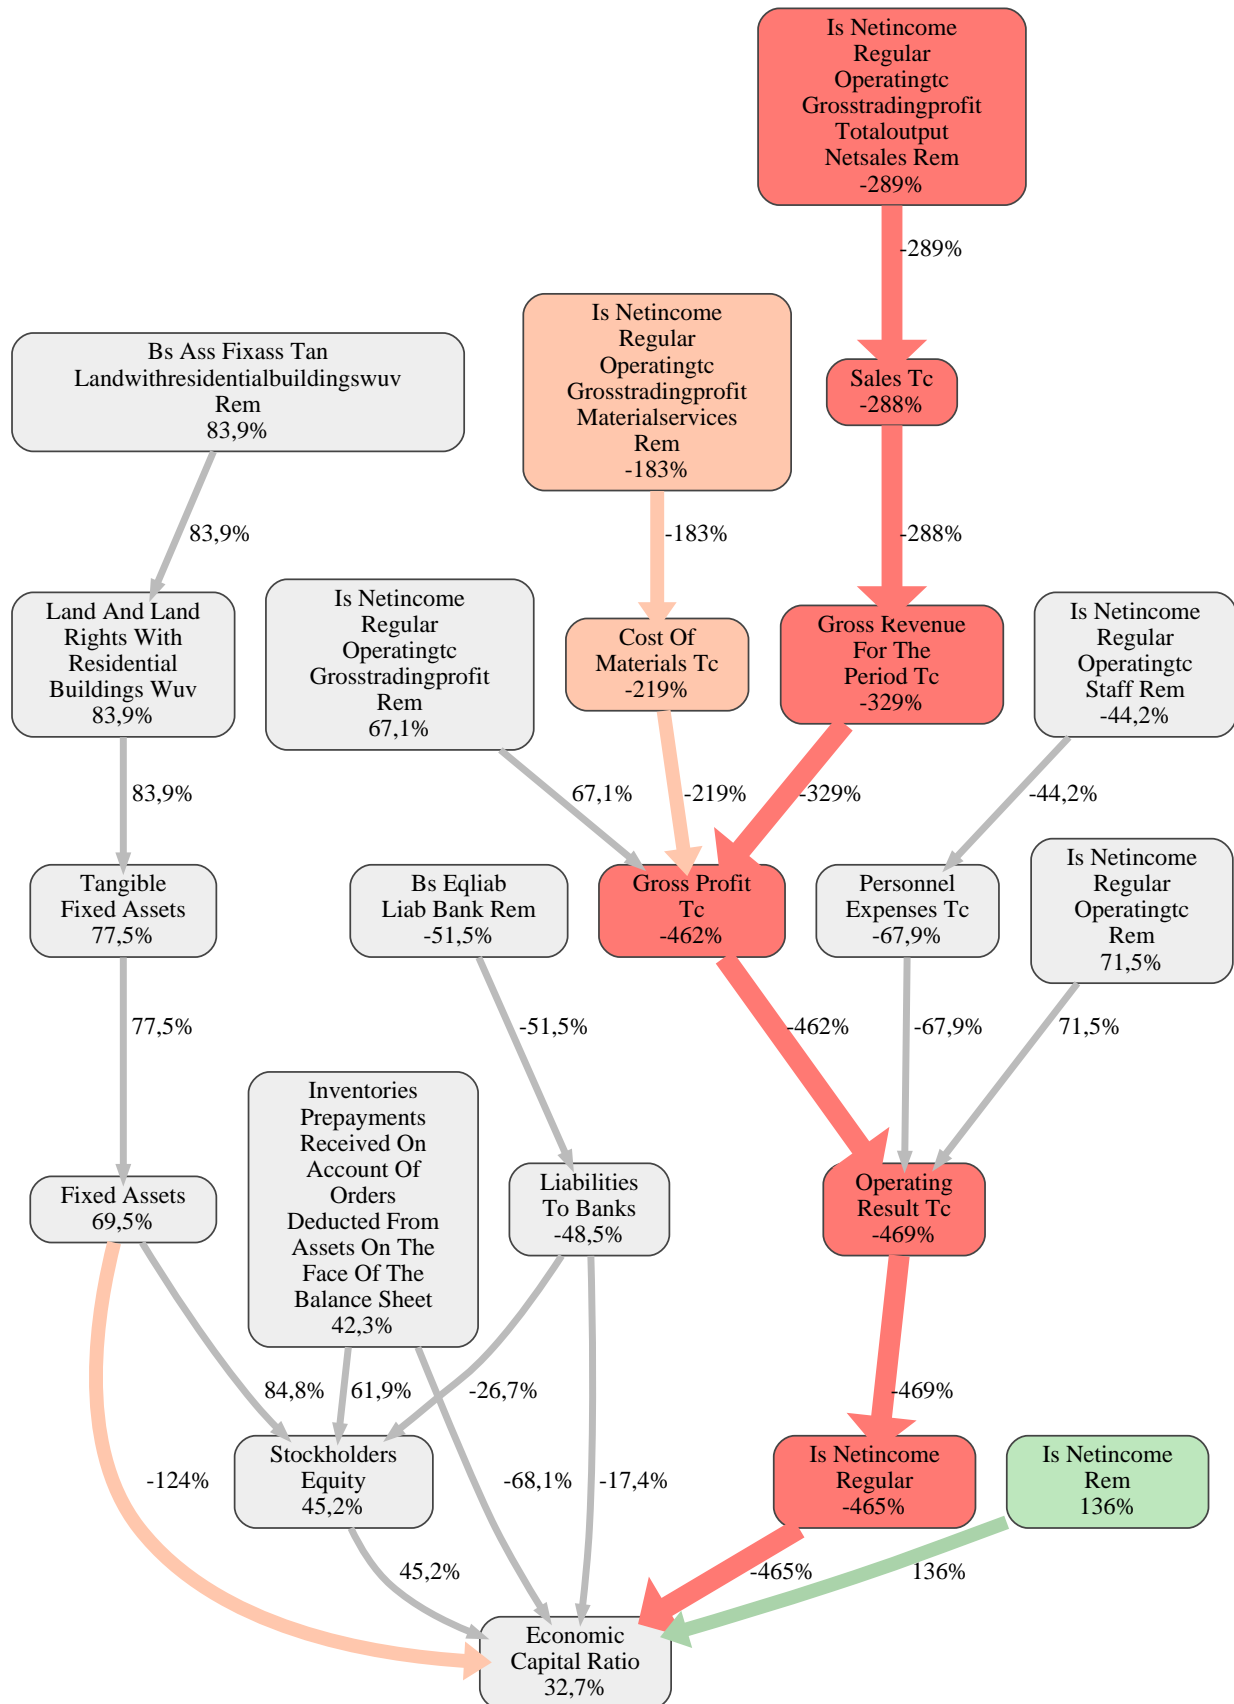 Is Netincome
Regular
Operatingtc
Grosstradingprofit
Totaloutput
Netsales Rem
-289%
-289%
Is Netincome
Regular
Operatingtc
Grosstradingprofit
Materialservices
Rem
-183%
Bs Ass Fixass Tan
Landwithresidentialbuildingswuv
Rem
83,9%
Sales Tc
-288%
83,9%
-183%
-288%
Land And Land
Rights With
Residential
Buildings Wuv
83,9%
Is Netincome
Regular
Operatingtc
Grosstradingprofit
Rem
67,1%
Cost Of
Materials Tc
-219%
Gross Revenue
For The
Period Tc
-329%
Is Netincome
Regular
Operatingtc
Staff Rem
-44,2%
83,9%
67,1%
-219%
-329%
-44,2%
Tangible
Fixed Assets
77,5%
Bs Eqliab
Liab Bank Rem
-51,5%
Gross Profit
Tc
-462%
Personnel
Expenses Tc
-67,9%
Is Netincome
Regular
Operatingtc
Rem
71,5%
77,5%
-51,5%
-462%
-67,9%
71,5%
Inventories
Prepayments
Received On
Account Of
Orders
Deducted From
Assets On The
Face Of The
Balance Sheet
42,3%
Fixed Assets
69,5%
Liabilities
To Banks
-48,5%
Operating
Result Tc
-469%
84,8%
61,9%
-26,7%
-469%
Stockholders
Equity
45,2%
Is Netincome
Regular
-465%
Is Netincome
Rem
136%
-124%
-68,1%
-17,4%
45,2%
-465%
136%
Economic
Capital Ratio
32,7%